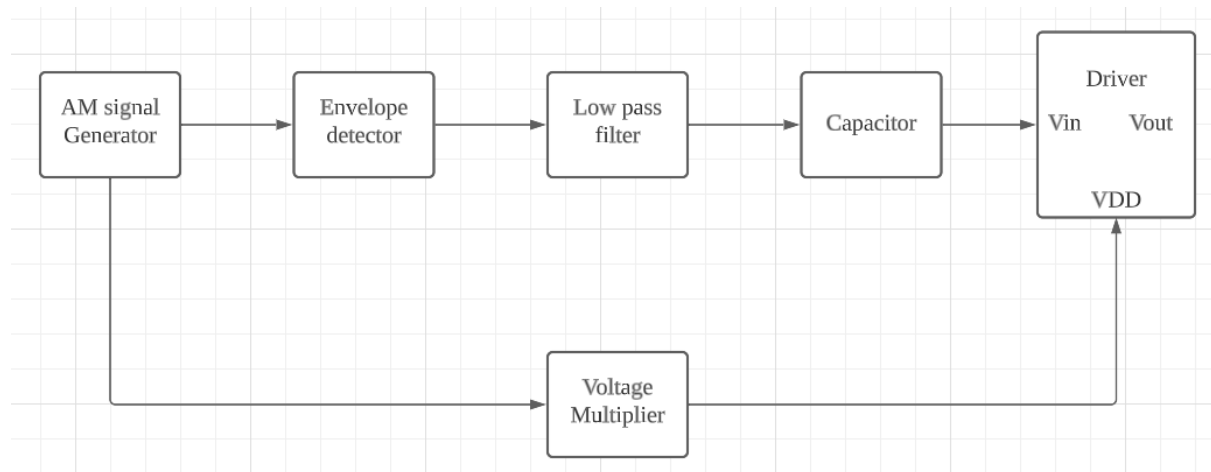 AM signal
Generator
Envelope
detector
Low pass
filter
Capacitor
Driver
Vin Vout
VDD
Voltage
Multiplier